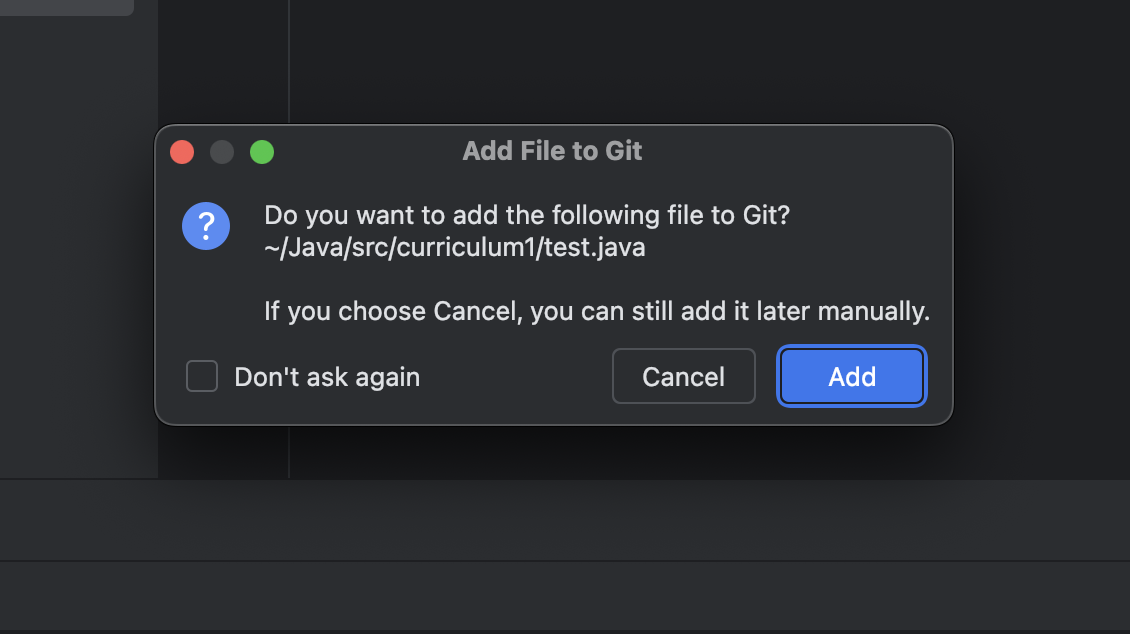 Add File to Git
?
Do you want to add the following file to Git?
~/Java/src/curriculum1/test.java
If you choose Cancel, you can still add it later manually.
Don't ask again
Cancel
Add